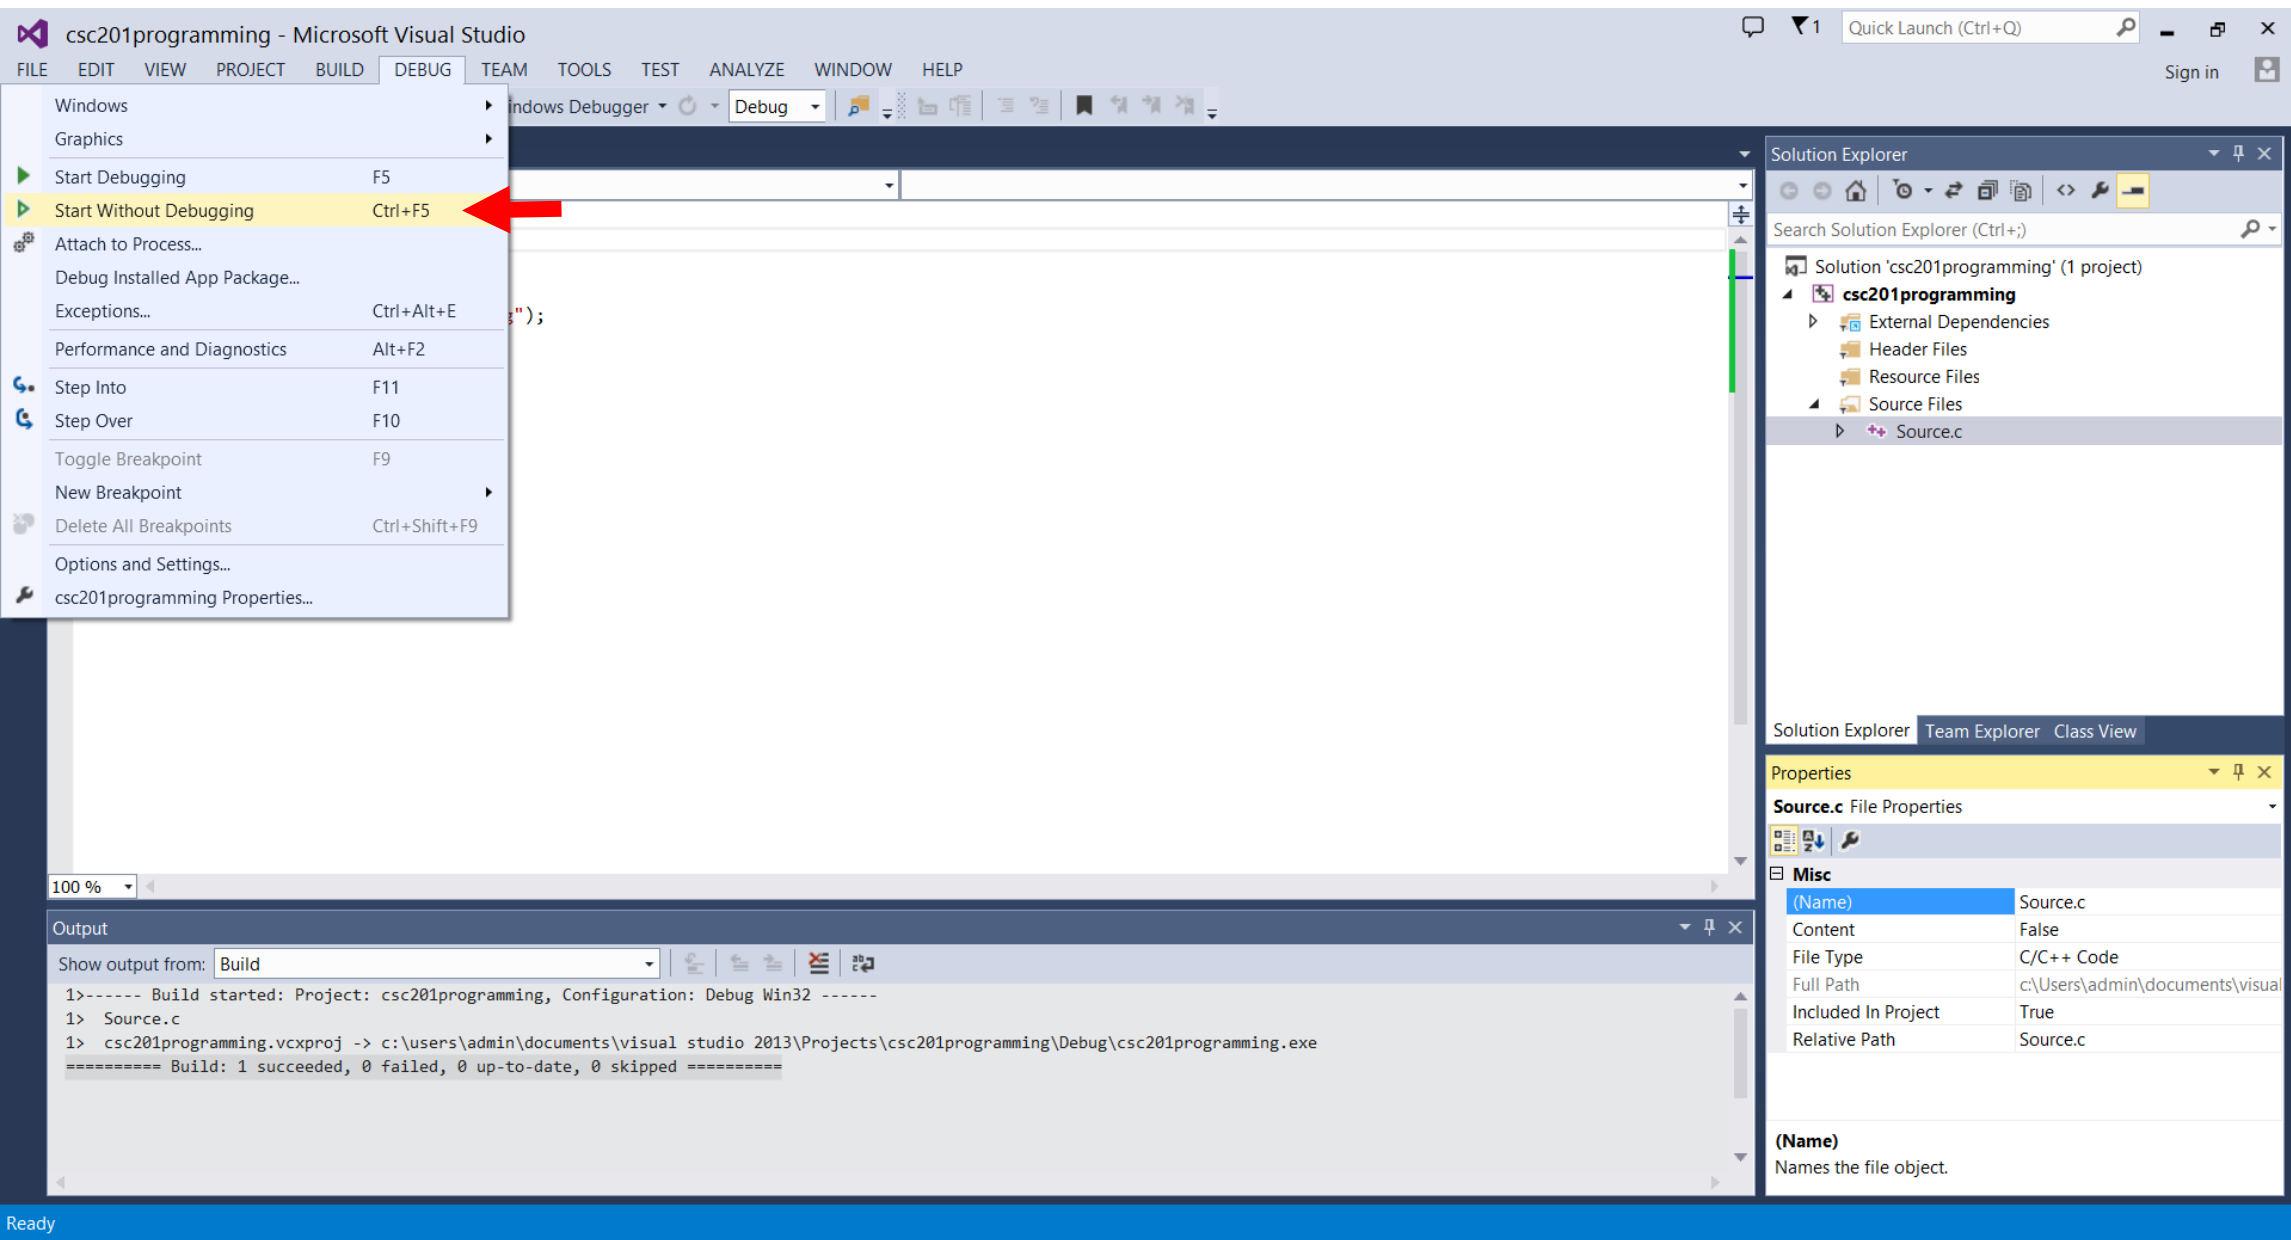 csc201programming - Microsoft Visual Studio
1
Quick Launch (Ctrl+Q)
FILE EDIT VIEW PROJECT BUILD DEBUG TEAM TOOLS TEST ANALYZE WINDOW HELP
Sign in
Windows
indows Debugger
Debug
Graphics
Start Debugging F5
Start Without Debugging Ctrl+F5
Attach to Process...
Debug Installed App Package...
Exceptions... Ctrl+Alt+E
Performance and Diagnostics Alt+F2
Step Into F11
Step Over F10
Toggle Breakpoint F9
New Breakpoint
Delete All Breakpoints Ctrl+Shift+F9
Options and Settings...
csc201programming Properties...
g");
100 %
Solution Explorer
Search Solution Explorer (Ctrl+;)
Solution 'csc201programming' (1 project)
csc201programming
External Dependencies
Header Files
Resource Files
Source Files
Source.c
Solution Explorer Team Explorer Class View
Properties
Source.c File Properties
Misc
(Name) Source.c
Content False
File Type C/C++ Code
Full Path c:\Users\admin\documents\visual
Included In Project True
Relative Path Source.c
(Name)
Names the file object.
Output
Show output from: Build
1>------ Build started: Project: csc201programming, Configuration: Debug Win32 ------
1>  Source.c
1>  csc201programming.vcxproj -> c:\users\admin\documents\visual studio 2013\Projects\csc201programming\Debug\csc201programming.exe
========== Build: 1 succeeded, 0 failed, 0 up-to-date, 0 skipped ==========
Ready